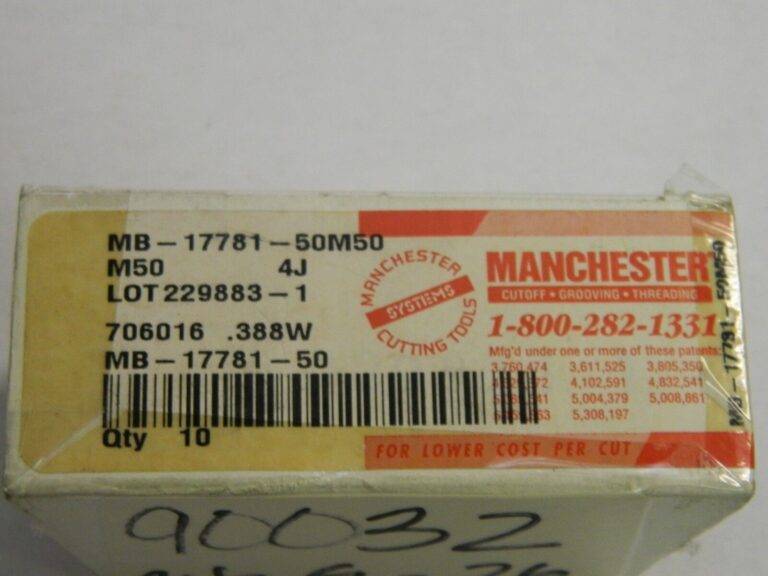 MB-17781-50M50
M50 4J
LOT 229883-1
706016 .388W
MB-17781-50
Qty 10
MANCHESTER
SYSTEMS
CUTTING TOOLS
MANCHESTER
CUTOFF • GROOVING • THREADING
1-800-282-1331
Mfg'd under one or more of these patents:
3,760,474 3,611,525 3,805,350
4,102,591 4,832,541
5,004,379 5,008,861
5,308,197
FOR LOWER COST PER CUT
MB-17781-50M50
90032